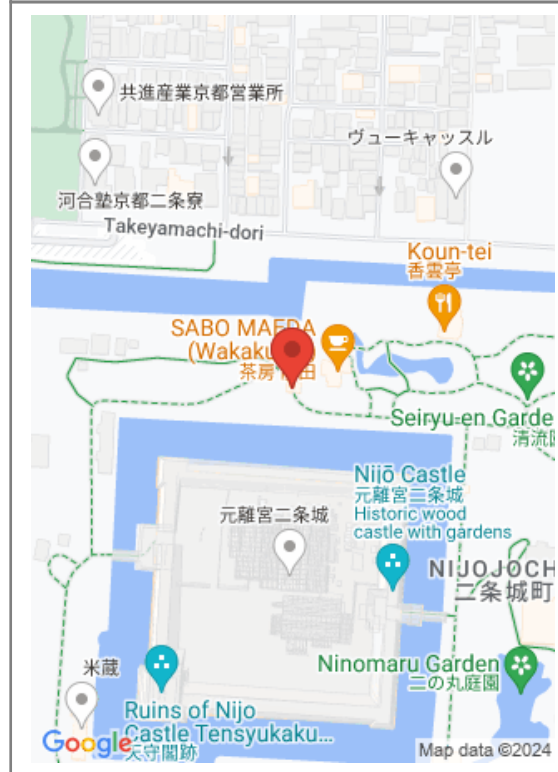 共進産業京都営業所
ヴューキャッスル
河合塾京都二条寮
Takeyamachi-dori
Koun-tei
香雲亭
SABO MAEDA
茶房
田
Seiryu-en Garde
清流
Nijō Castle
元離宮二条城
Historic wood
castle with gardens
元離宮二条城
NIJOJOCH
二条城町
米蔵
Ninomaru Garden
二の丸庭園
Ruins of Nijo
Castle Tensyukaku...
天守閣跡
Google
Map data ©2024